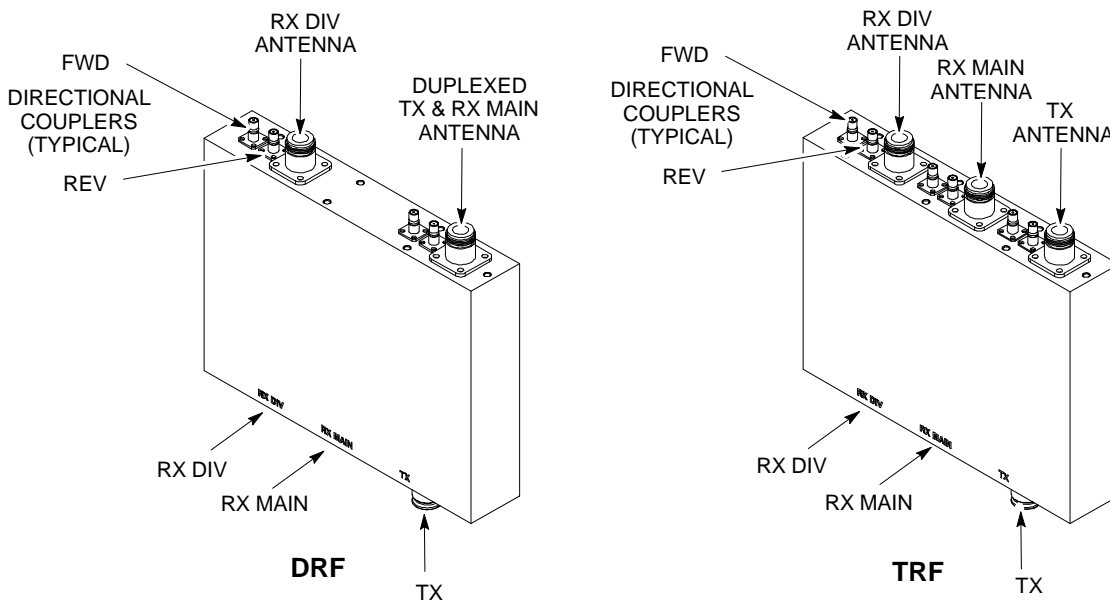 RX DIV
ANTENNA
FWD
DIRECTIONAL
COUPLERS
(TYPICAL)
REV
DUPLEXED
TX & RX MAIN
ANTENNA
RX DIV
RX MAIN
TX
RX DIV
RX MAIN
TX
DRF
RX DIV
ANTENNA
FWD
DIRECTIONAL
COUPLERS
(TYPICAL)
REV
RX MAIN
ANTENNA
TX
ANTENNA
RX DIV
RX MAIN
TX
RX DIV
RX MAIN
TX
TRF